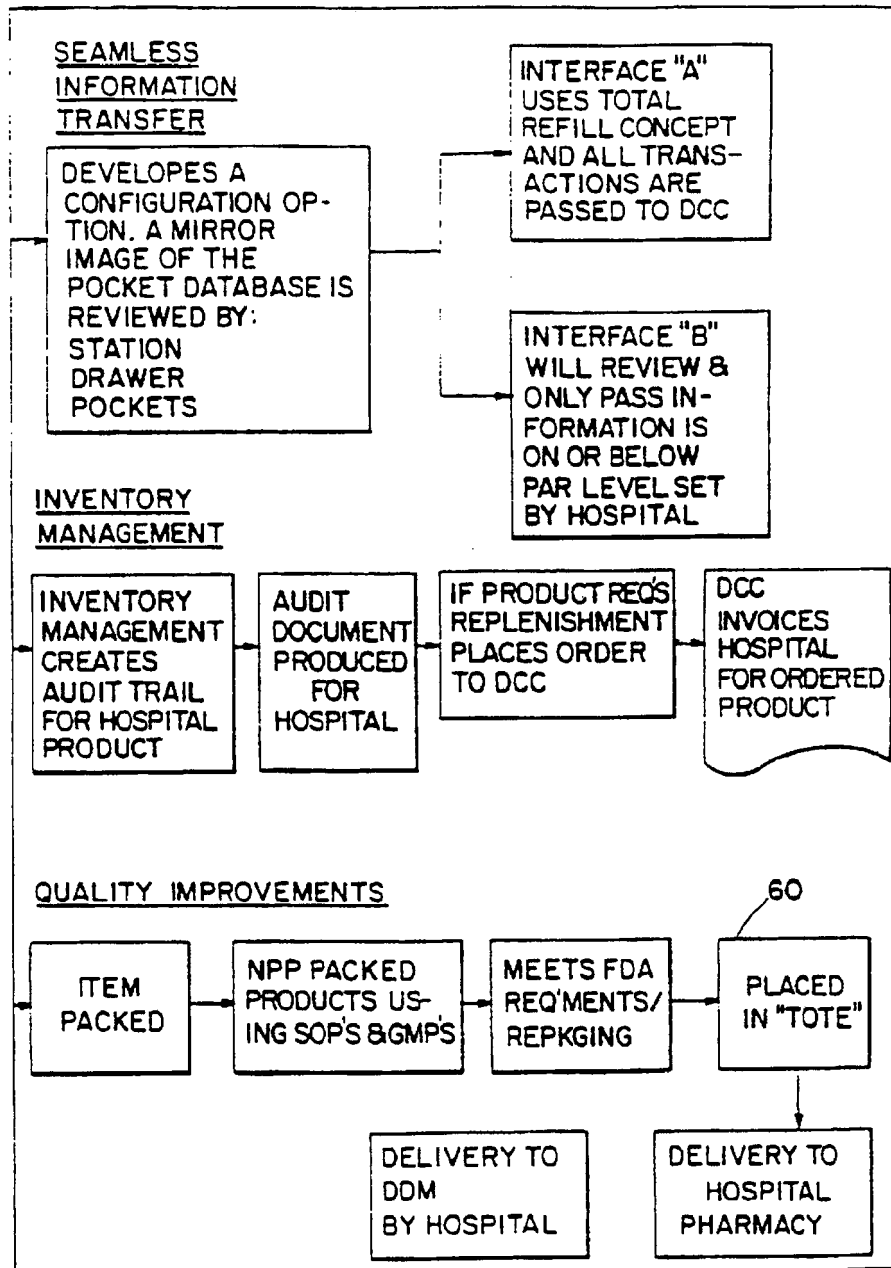 SEAMLESS
INFORMATION
TRANSFER
DEVELOPES A
CONFIGURATION OP-
TION. A MIRROR
IMAGE OF THE
POCKET DATABASE IS
REVIEWED BY:
STATION
DRAWER
POCKETS
INTERFACE "A"
USES TOTAL
REFILL CONCEPT
AND ALL TRANS-
ACTIONS ARE
PASSED TO DCC
INTERFACE "B"
WILL REVIEW &
ONLY PASS IN-
FORMATION IS
ON OR BELOW
PAR LEVEL SET
BY HOSPITAL
INVENTORY
MANAGEMENT
INVENTORY
MANAGEMENT
CREATES
AUDIT TRAIL
FOR HOSPITAL
PRODUCT
AUDIT
DOCUMENT
PRODUCED
FOR
HOSPITAL
IF PRODUCT REQ'S
REPLENISHMENT
PLACES ORDER
TO DCC
DCC
INVOICES
HOSPITAL
FOR ORDERED
PRODUCT
QUALITY IMPROVEMENTS
60
ITEM
PACKED
NPP PACKED
PRODUCTS US-
ING SOP'S &GMP'S
MEETS FDA
REQ'MENTS/
REPKGING
PLACED
IN "TOTE"
DELIVERY TO
DDM
BY HOSPITAL
DELIVERY TO
HOSPITAL
PHARMACY